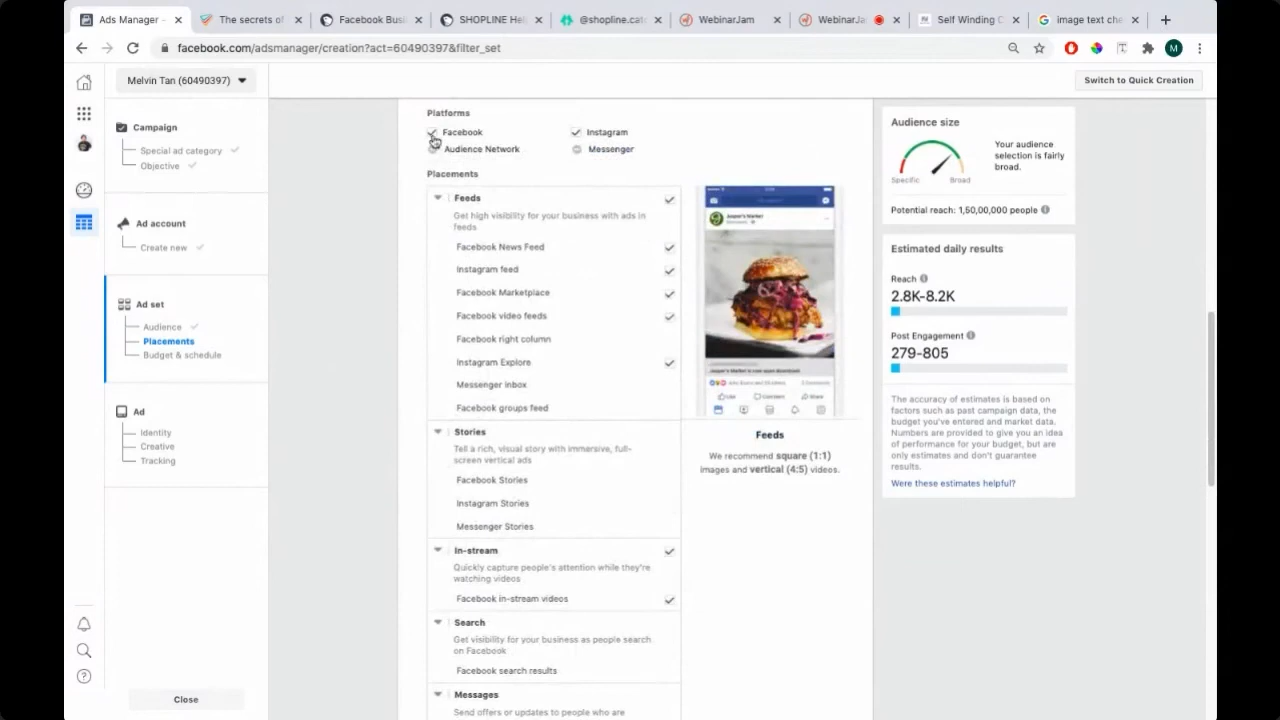 Ads Manager -
The secrets of
Facebook Busi
SHOPLINE Hel
@shopline.cat
WebinarJam
WebinarJa
Self Winding C
image text che
facebook.com/adsmanager/creation?act=60490397&filter_set
M
Melvin Tan (60490397)
Switch to Quick Creation
Campaign
Special ad category
Objective
Ad account
Create new
Ad set
Audience
Placements
Budget & schedule
Ad
Identity
Creative
Tracking
Close
Platforms
Facebook
Instagram
Audience Network
Messenger
Placements
Feeds
Get high visibility for your business with ads in
feeds
Facebook News Feed
Instagram feed
Facebook Marketplace
Facebook video feeds
Facebook right column
Instagram Explore
Messenger inbox
Facebook groups feed
Stories
Tell a rich, visual story with immersive, full-
screen vertical ads
Facebook Stories
Instagram Stories
Messenger Stories
In-stream
Quickly capture people's attention while they're
watching videos
Facebook in-stream videos
Search
Get visibility for your business as people search
on Facebook
Facebook search results
Messages
Send offers or updates to people who are
Jasper's Market
Like
Comment
Share
Feeds
We recommend square (1:1)
images and vertical (4:5) videos.
Audience size
Your audience
selection is fairly
broad.
Specific
Broad
Potential reach: 1,50,00,000 people
Estimated daily results
Reach
2.8K-8.2K
Post Engagement
279-805
The accuracy of estimates is based on
factors such as past campaign data, the
budget you've entered and market data.
Numbers are provided to give you an idea
of performance for your budget, but are
only estimates and don't guarantee
results.
Were these estimates helpful?